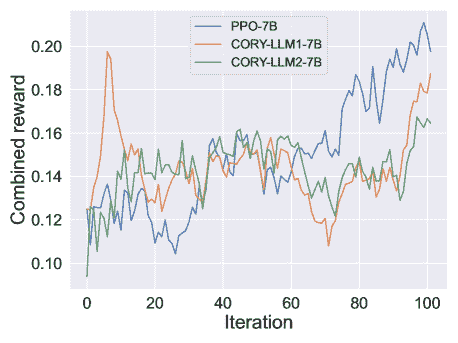 PPO-7B
CORY-LLM1-7B
CORY-LLM2-7B
0.20
0.18
0.16
0.14
0.12
0.10
Combined reward
0 20 40 60 80 100
Iteration